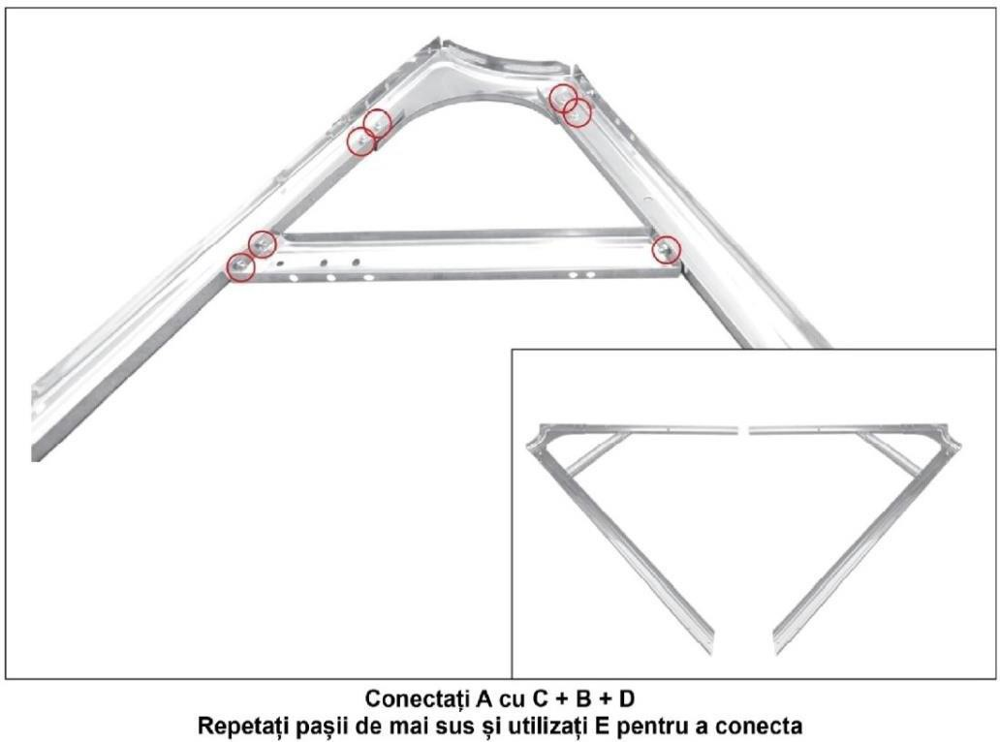 Conectați A cu C + B + D
Repetați pașii de mai sus și utilizați E pentru a conecta